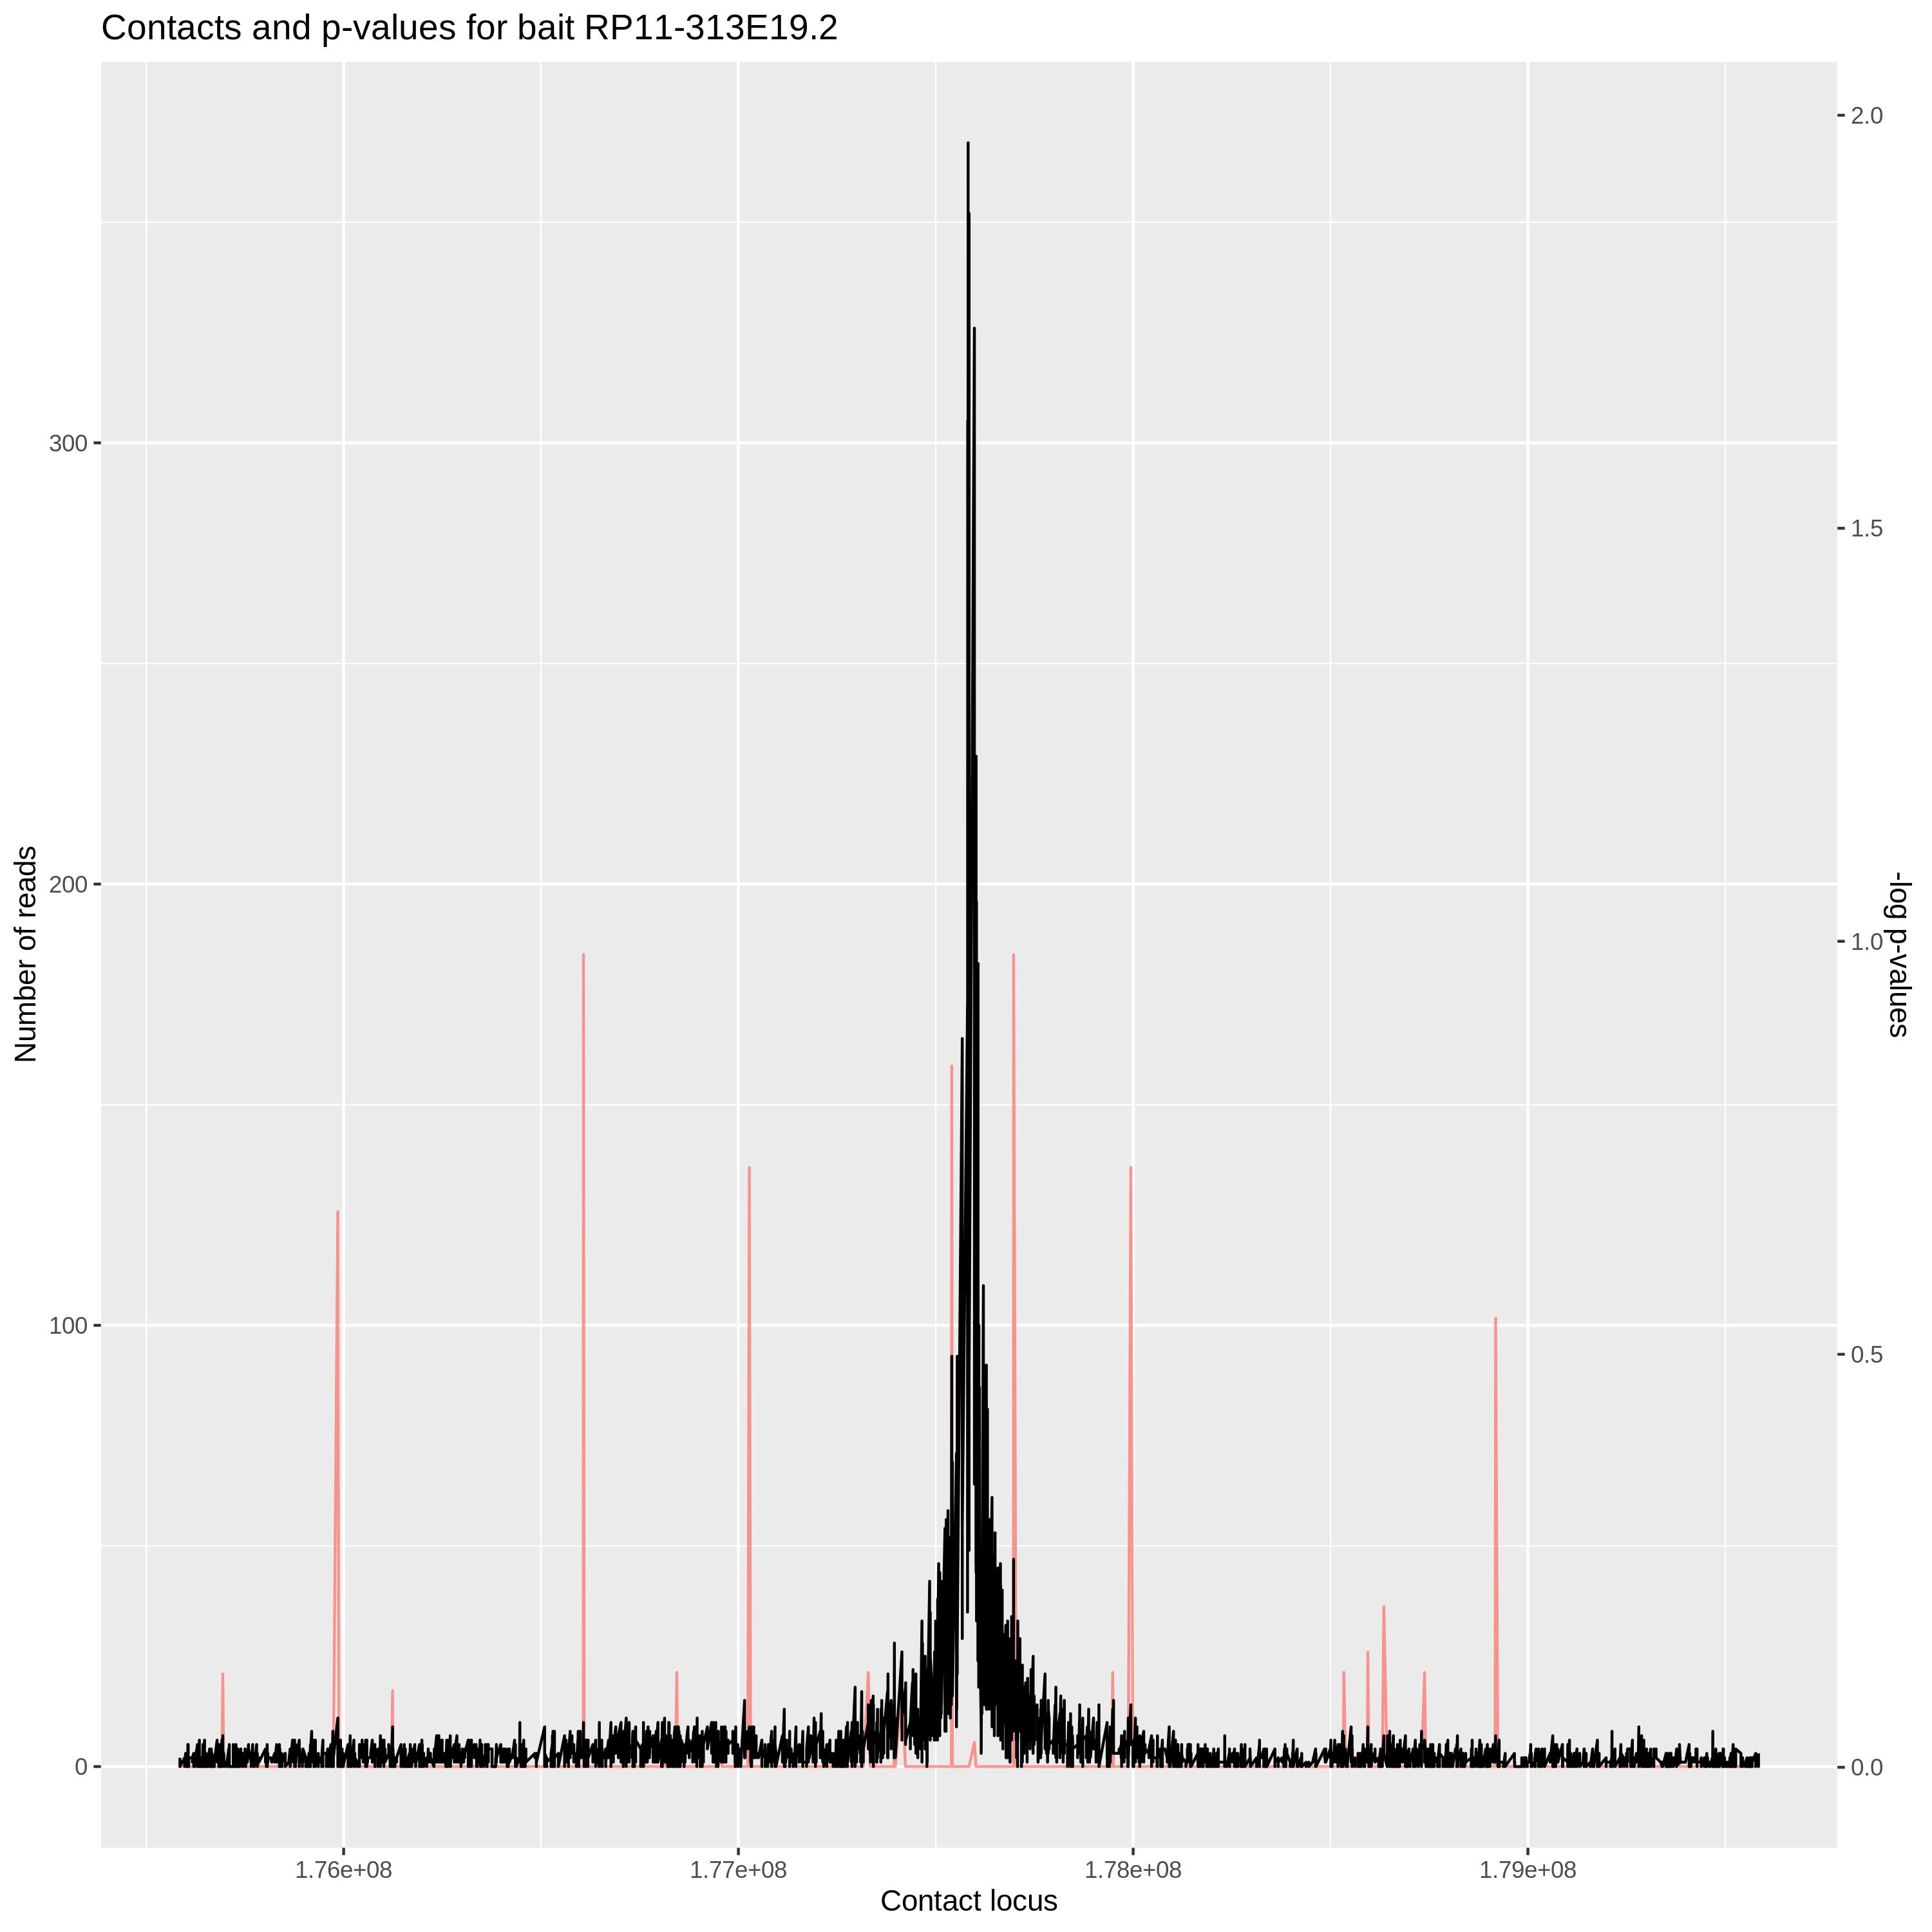 Contacts and p-values for bait RP11-313E19.2
2.0
300
1.5
200
1.0
100
0.5
0
0.0
Number of reads
-log p-values
1.76e+08 1.77e+08 1.78e+08 1.79e+08
Contact locus